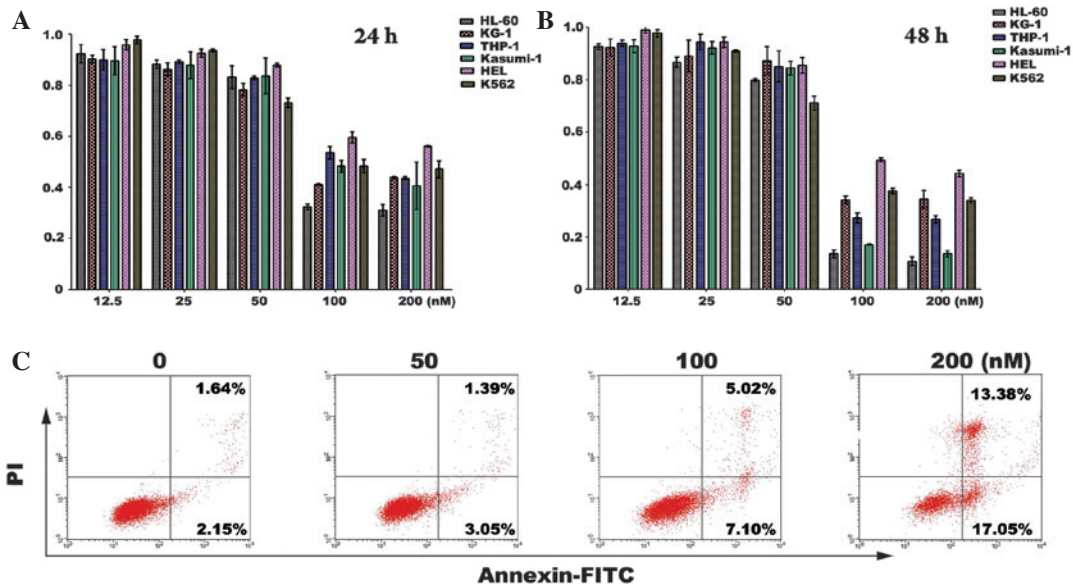 A
24 h
HL-60
KG-1
THP-1
Kasumi-1
HEL
K562
1.0
0.8
0.6
0.4
0.2
0
12.5 25 50 100 200 (nM)
B
48 h
HL-60
KG-1
THP-1
Kasumi-1
HEL
K562
1.0
0.8
0.6
0.4
0.2
0
12.5 25 50 100 200 (nM)
C
0 50 100 200 (nM)
1.64% 1.39% 5.02% 13.38%
PI
2.15% 3.05% 7.10% 17.05%
Annexin-FITC